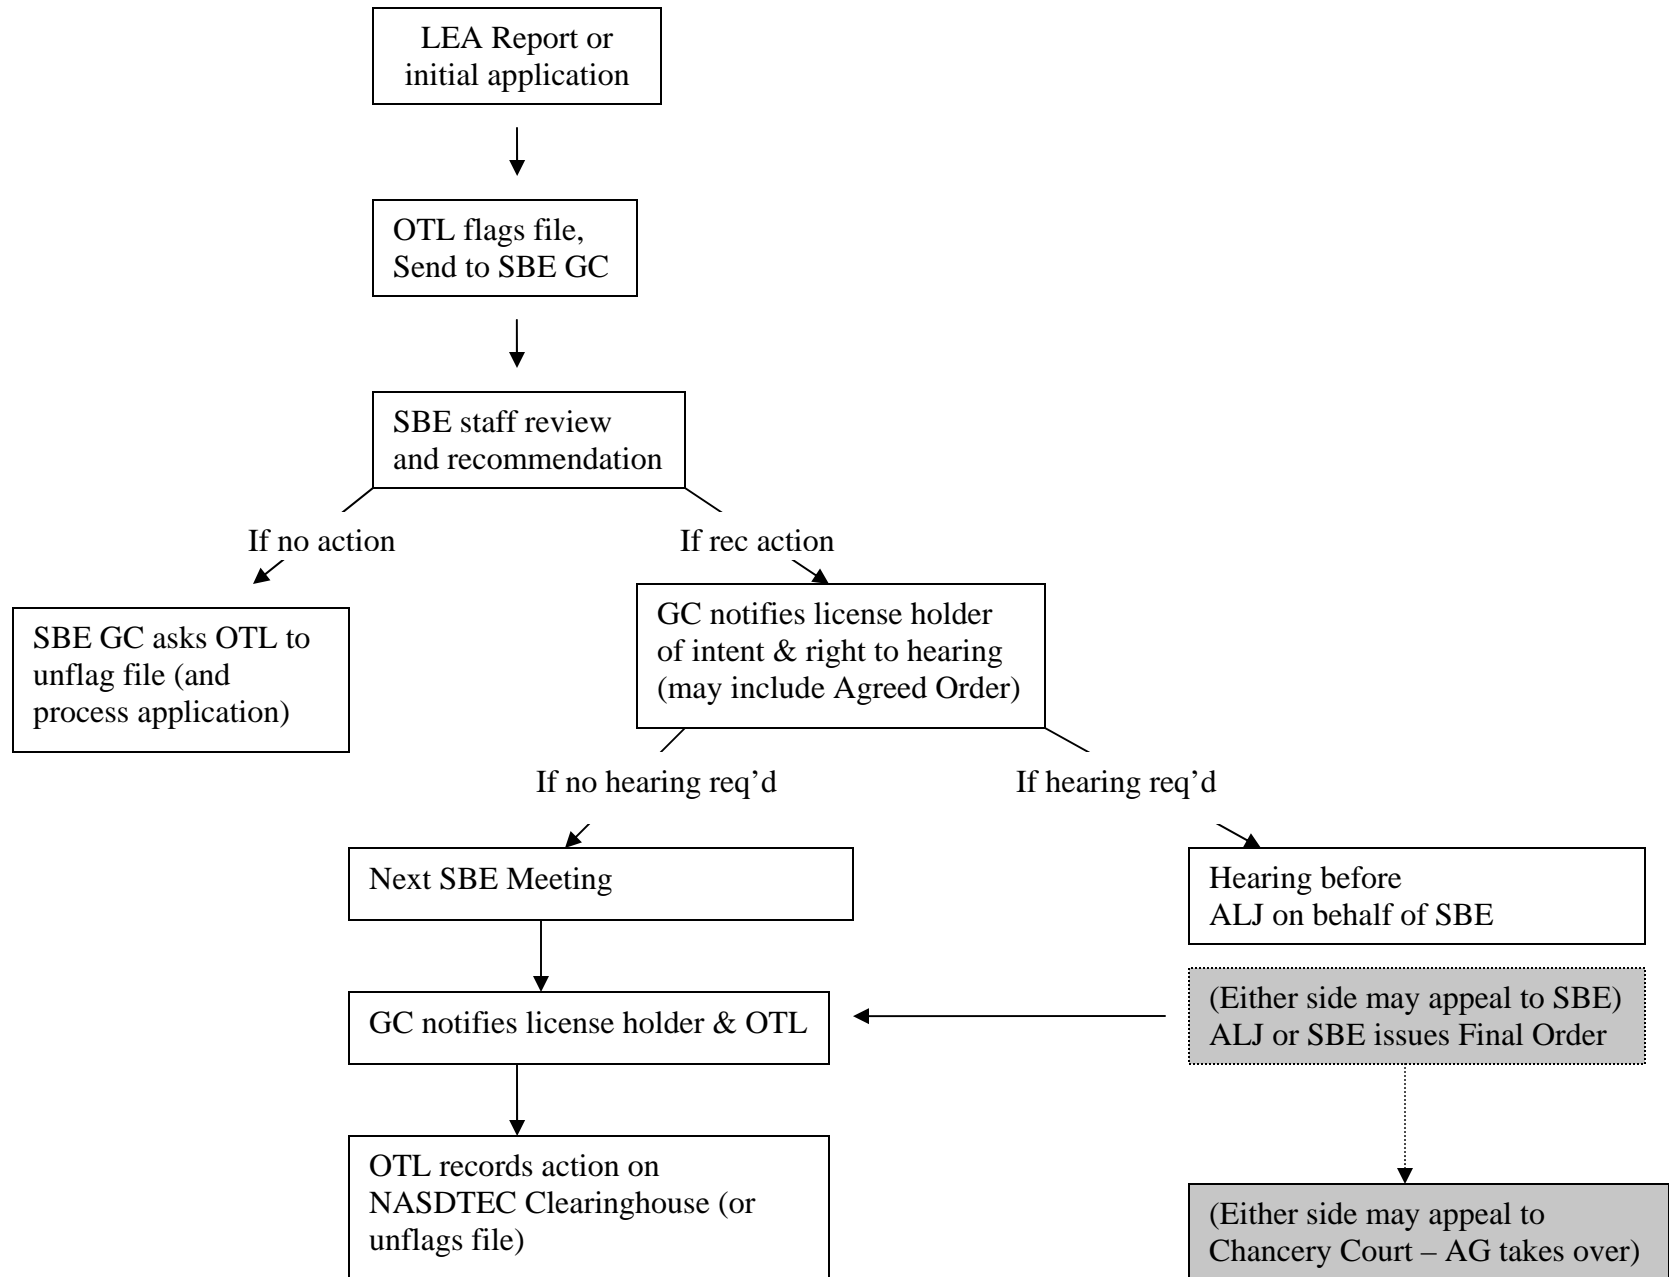 LEA Report or
initial application
OTL flags file,
Send to SBE GC
SBE staff review
and recommendation
If no action
If rec action
SBE GC asks OTL to
unflag file (and
process application)
GC notifies license holder
of intent & right to hearing
(may include Agreed Order)
If no hearing req’d
If hearing req’d
Next SBE Meeting
Hearing before
ALJ on behalf of SBE
GC notifies license holder & OTL
(Either side may appeal to SBE)
ALJ or SBE issues Final Order
OTL records action on
NASDTEC Clearinghouse (or
unflags file)
(Either side may appeal to
Chancery Court – AG takes over)